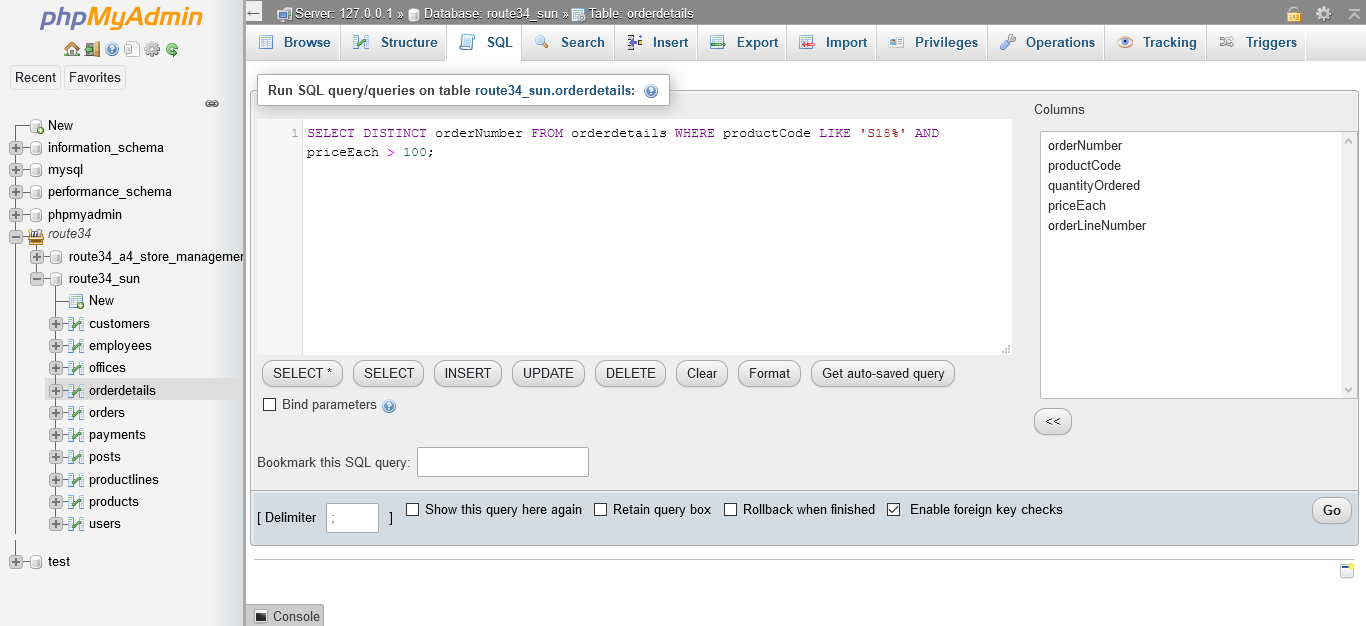 phpMyAdmin
Recent Favorites
New
information_schema
mysql
performance_schema
phpmyadmin
route34
route34_a4_store_managemer
route34_sun
New
customers
employees
offices
orderdetails
orders
payments
posts
productlines
products
users
test
Server: 127.0.0.1 » Database: route34_sun » Table: orderdetails
Browse Structure SQL Search Insert Export Import Privileges Operations Tracking Triggers
Run SQL query/queries on table route34_sun.orderdetails:
1 SELECT DISTINCT orderNumber FROM orderdetails WHERE productCode LIKE 'S18%' AND
priceEach > 100;
Columns
orderNumber
productCode
quantityOrdered
priceEach
orderLineNumber
SELECT * SELECT INSERT UPDATE DELETE Clear Format Get auto-saved query
<<
Bind parameters
Bookmark this SQL query:
[ Delimiter ; ] Show this query here again Retain query box Rollback when finished Enable foreign key checks Go
Console